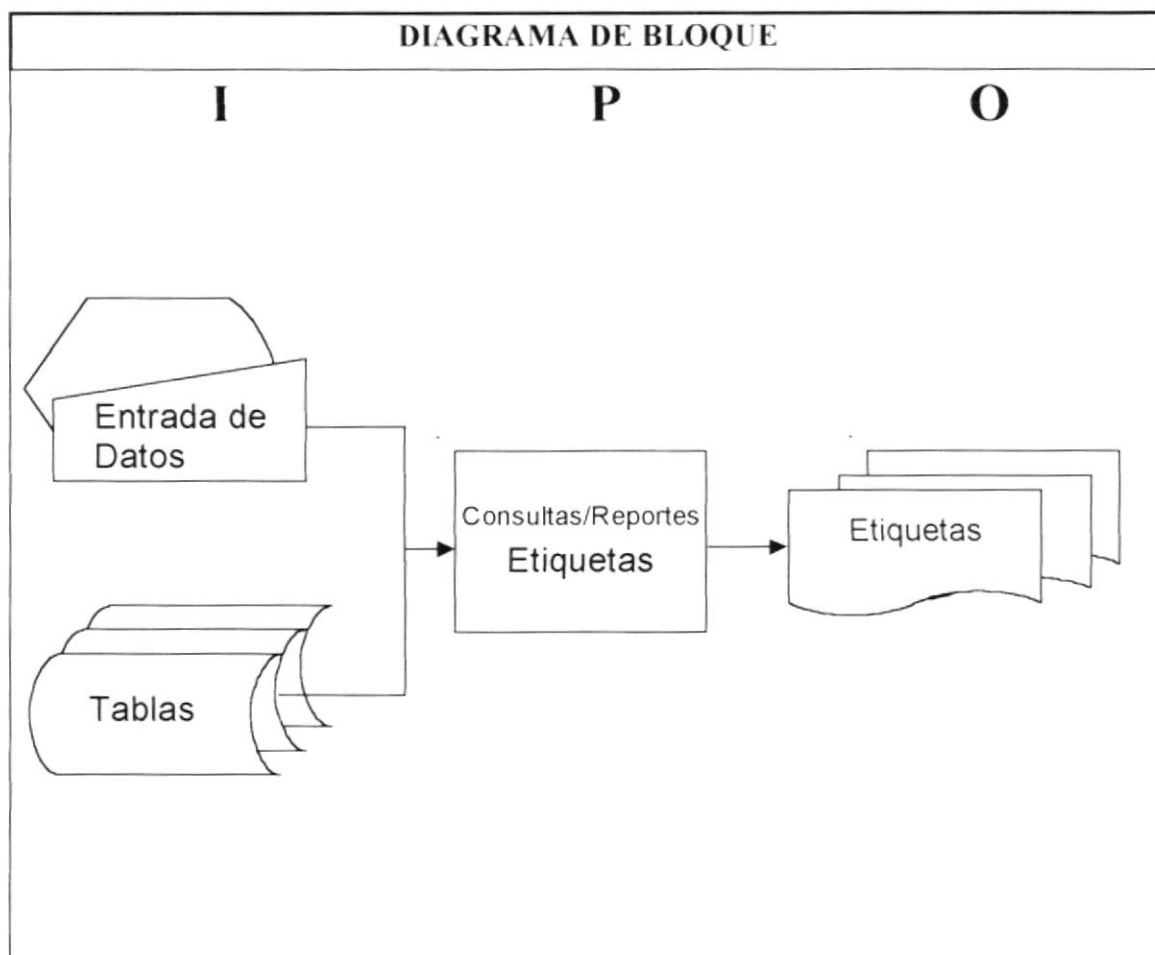 DIAGRAMA DE BLOQUE
I
P
O
Entrada de
Datos
Consultas/Reportes
Etiquetas
Etiquetas
Tablas